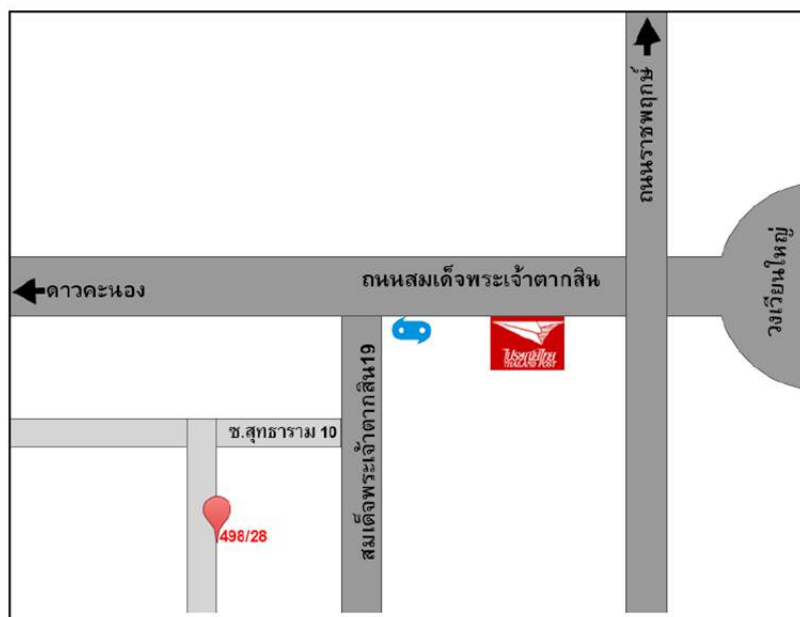 ถนนราชพฤกษ์
วงเวียนใหญ่
ถนนสมเด็จพระเจ้าตากสิน
ดาวคะนอง
ไปรษณีย์ไทย
THAILAND POST
สมเด็จพระเจ้าตากสิน19
ซ.สุทธาราม 10
498/28